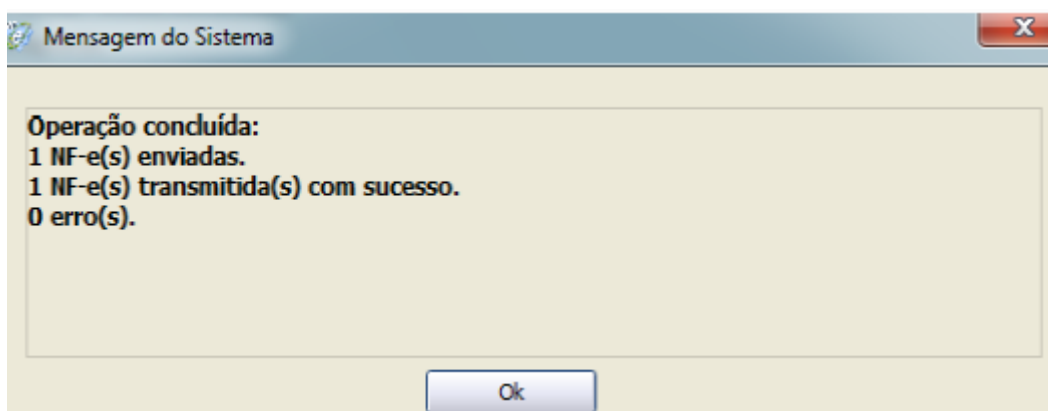 Mensagem do Sistema
Operação concluída:
1 NF-e(s) enviadas.
1 NF-e(s) transmitida(s) com sucesso.
0 erro(s).
Ok